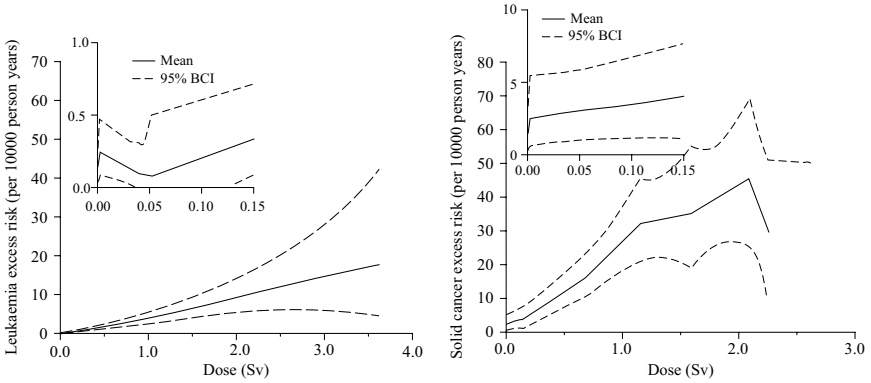 Leukaemia excess risk (per 10000 person years)
70
60
50
40
30
20
10
0
0.0 1.0 2.0 3.0 4.0
Dose (Sv)
1.0
0.5
0.0
0.00 0.05 0.10 0.15
Mean
95% BCI
Solid cancer excess risk (per 10000 person years)
80
70
60
50
40
30
20
10
0
0.0 1.0 2.0 3.0
Dose (Sv)
10
5
0
0.00 0.05 0.10 0.15
Mean
95% BCI